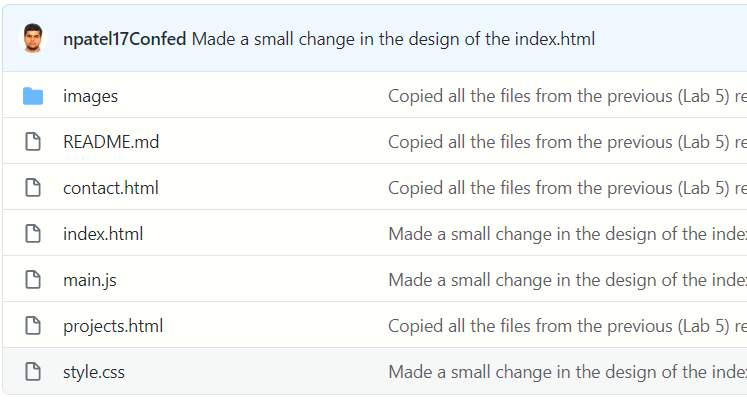 npatel17Confed Made a small change in the design of the index.html
images Copied all the files from the previous (Lab 5) re
README.md Copied all the files from the previous (Lab 5) re
contact.html Copied all the files from the previous (Lab 5) re
index.html Made a small change in the design of the inde
main.js Made a small change in the design of the inde
projects.html Copied all the files from the previous (Lab 5) re
style.css Made a small change in the design of the inde